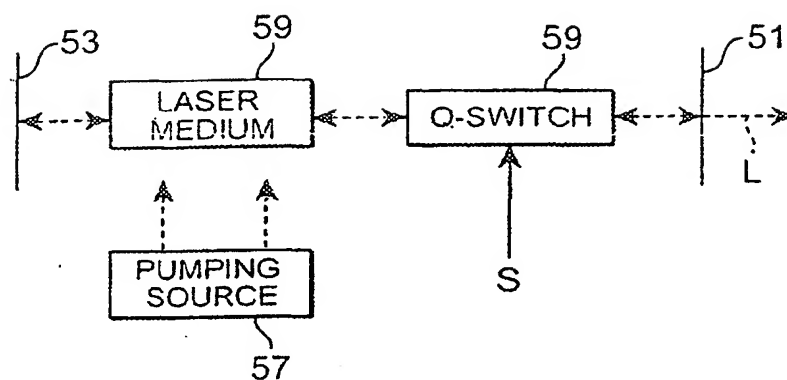 53
59
59
51
LASER
MEDIUM
Q-SWITCH
L
PUMPING
SOURCE
S
57